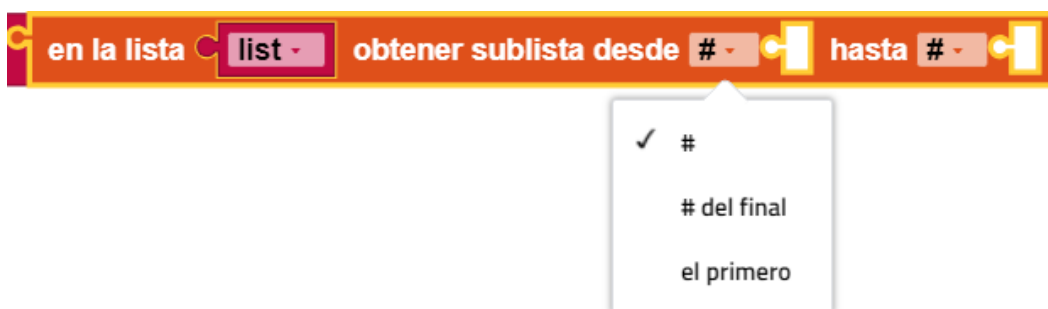 en la lista list obtener sublista desde # hasta #
#
# del final
el primero